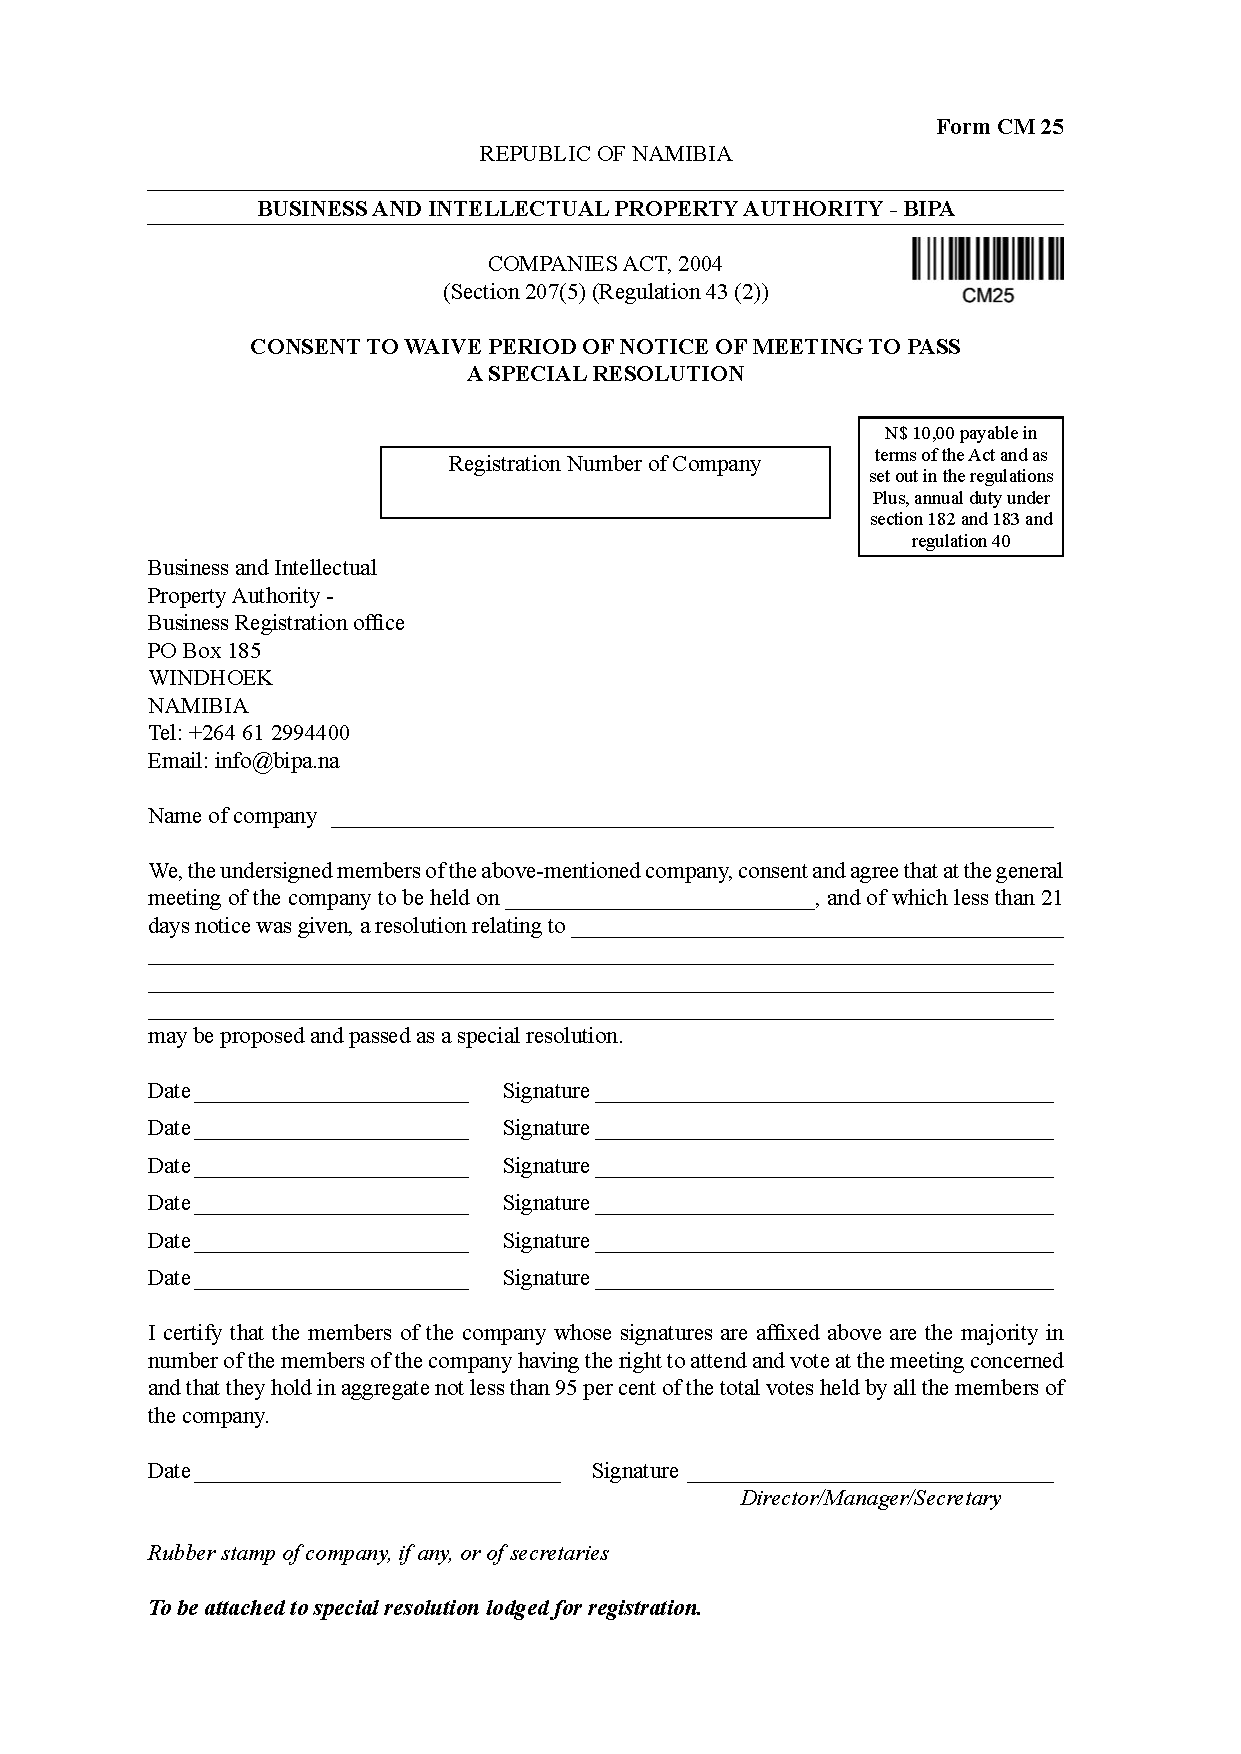 Form CM 25
REPUBLIC OF NAMIBIA
BUSINESS AND INTELLECTUAL PROPERTY AUTHORITY - BIPA
COMPANIES ACT, 2004
(Section 207(5) (Regulation 43 (2))
CM25
CONSENT TO WAIVE PERIOD OF NOTICE OF MEETING TO PASS
A SPECIAL RESOLUTION
Registration Number of Company
N$ 10,00 payable in
terms of the Act and as
set out in the regulations
Plus, annual duty under
section 182 and 183 and
regulation 40
Business and Intellectual
Property Authority -
Business Registration office
PO Box 185
WINDHOEK
NAMIBIA
Tel: +264 61 2994400
Email: info@bipa.na
Name of company
We, the undersigned members of the above-mentioned company, consent and agree that at the general
meeting of the company to be held on ____________________________, and of which less than 21
days notice was given, a resolution relating to
may be proposed and passed as a special resolution.
Date Signature
Date Signature
Date Signature
Date Signature
Date Signature
Date Signature
I certify that the members of the company whose signatures are affixed above are the majority in
number of the members of the company having the right to attend and vote at the meeting concerned
and that they hold in aggregate not less than 95 per cent of the total votes held by all the members of
the company.
Date Signature
Director/Manager/Secretary
Rubber stamp of company, if any, or of secretaries
To be attached to special resolution lodged for registration.